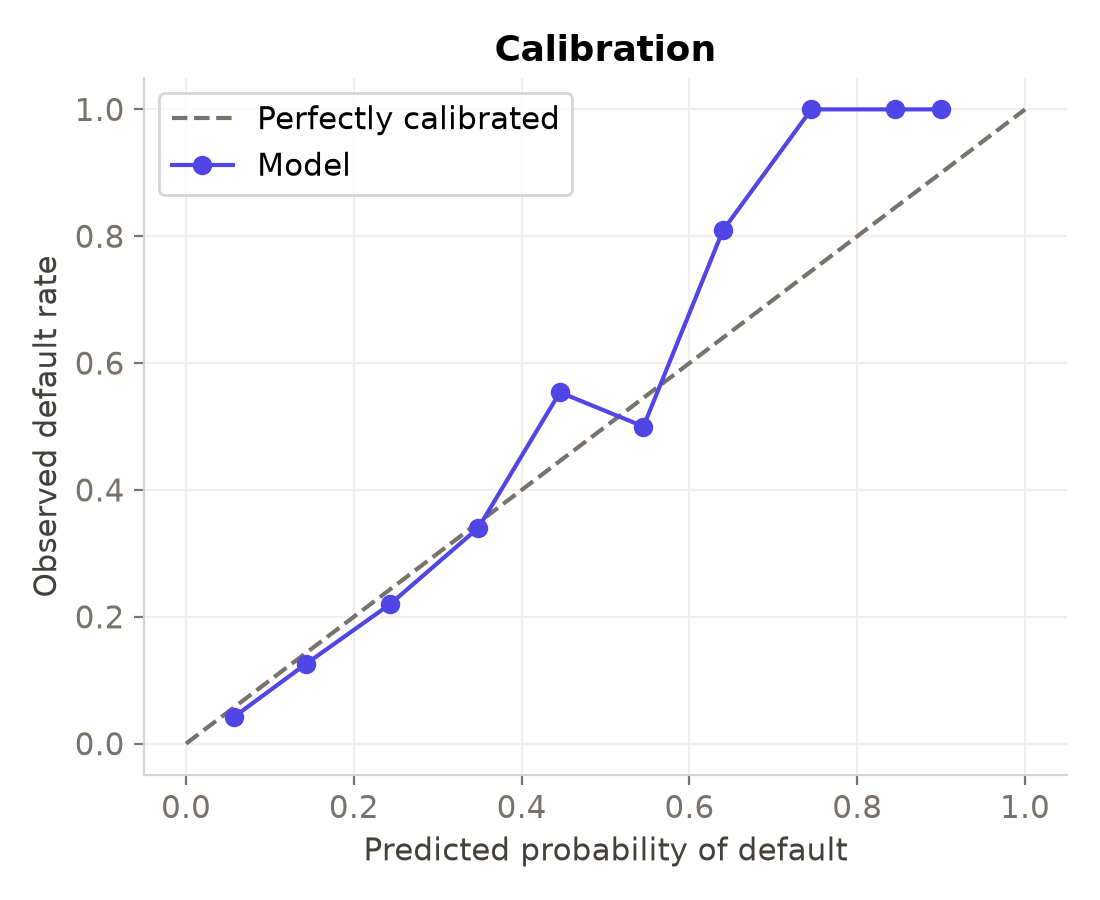 Calibration
Perfectly calibrated
Model
1.0
0.8
0.6
0.4
0.2
0.0
Observed default rate
0.0 0.2 0.4 0.6 0.8 1.0
Predicted probability of default